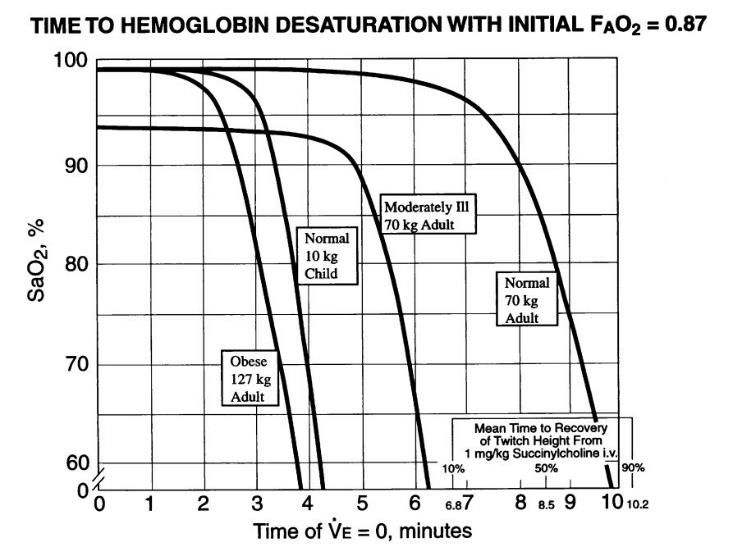 TIME TO HEMOGLOBIN DESATURATION WITH INITIAL FAO2 = 0.87
100
90
80
70
60
0
SaO2, %
Moderately Ill
70 kg Adult
Normal
10 kg
Child
Normal
70 kg
Adult
Obese
127 kg
Adult
Mean Time to Recovery
of Twitch Height From
1 mg/kg Succinylcholine i.v.
10% 50% 90%
0 1 2 3 4 5 6 6.87 7 8 8.5 9 10 10.2
Time of V̇E = 0, minutes